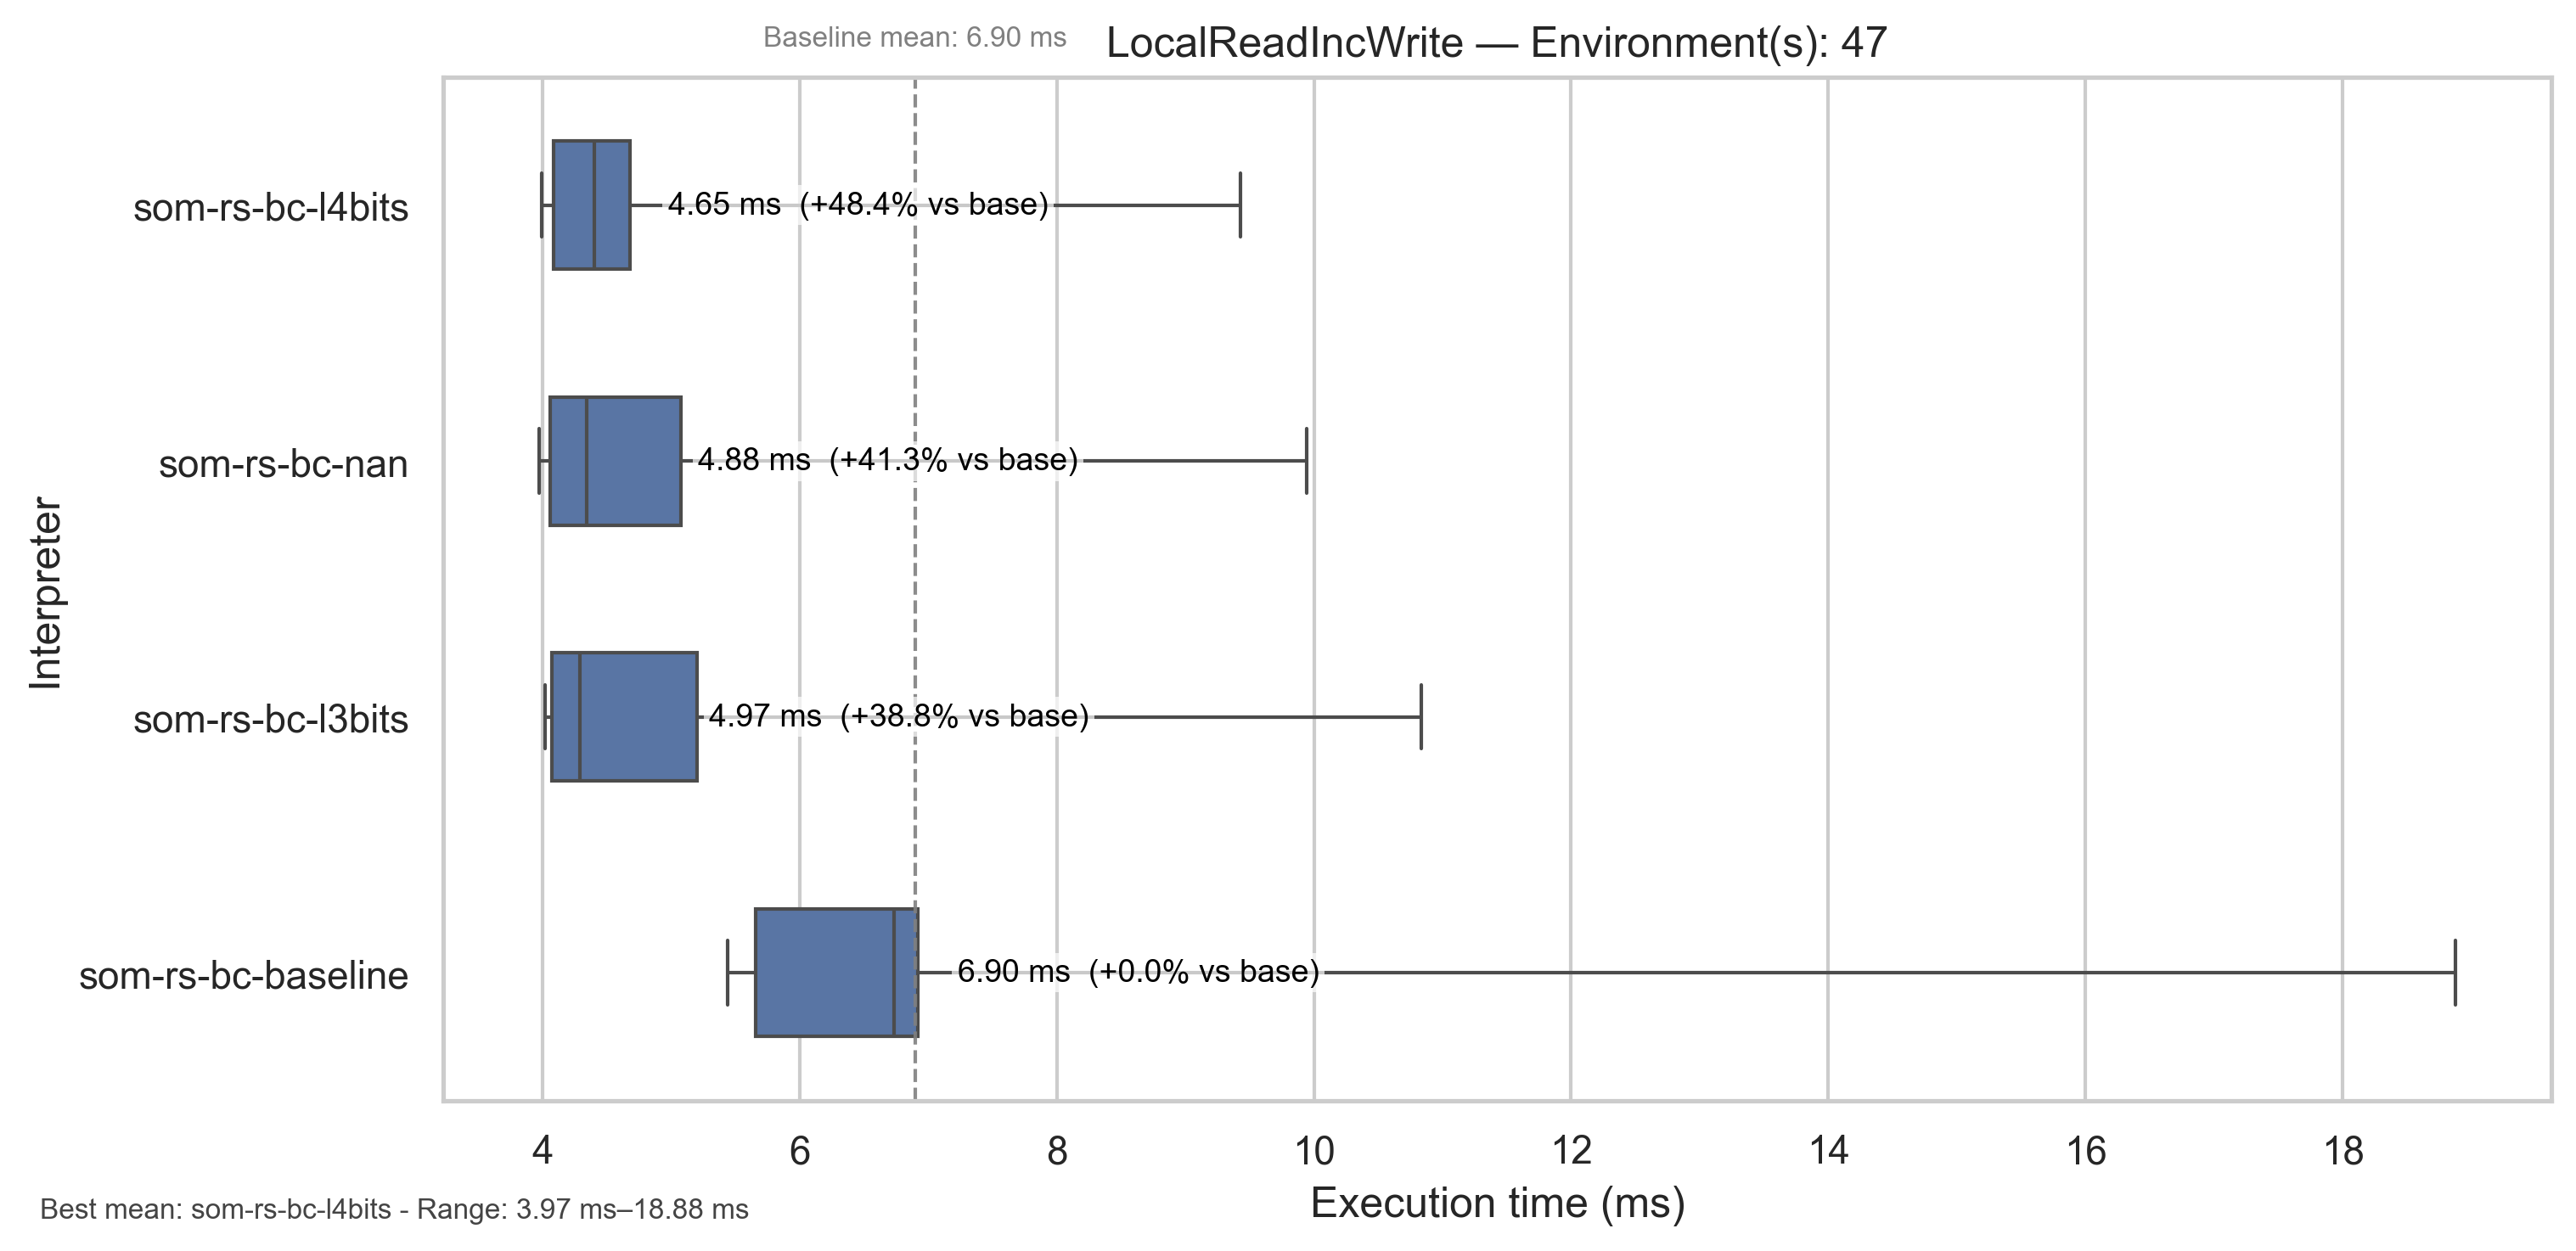 Baseline mean: 6.90 ms
LocalReadIncWrite — Environment(s): 47
Interpreter
som-rs-bc-l4bits
4.65 ms (+48.4% vs base)
som-rs-bc-nan
4.88 ms (+41.3% vs base)
som-rs-bc-l3bits
4.97 ms (+38.8% vs base)
som-rs-bc-baseline
6.90 ms (+0.0% vs base)
4 6 8 10 12 14 16 18
Execution time (ms)
Best mean: som-rs-bc-l4bits - Range: 3.97 ms–18.88 ms